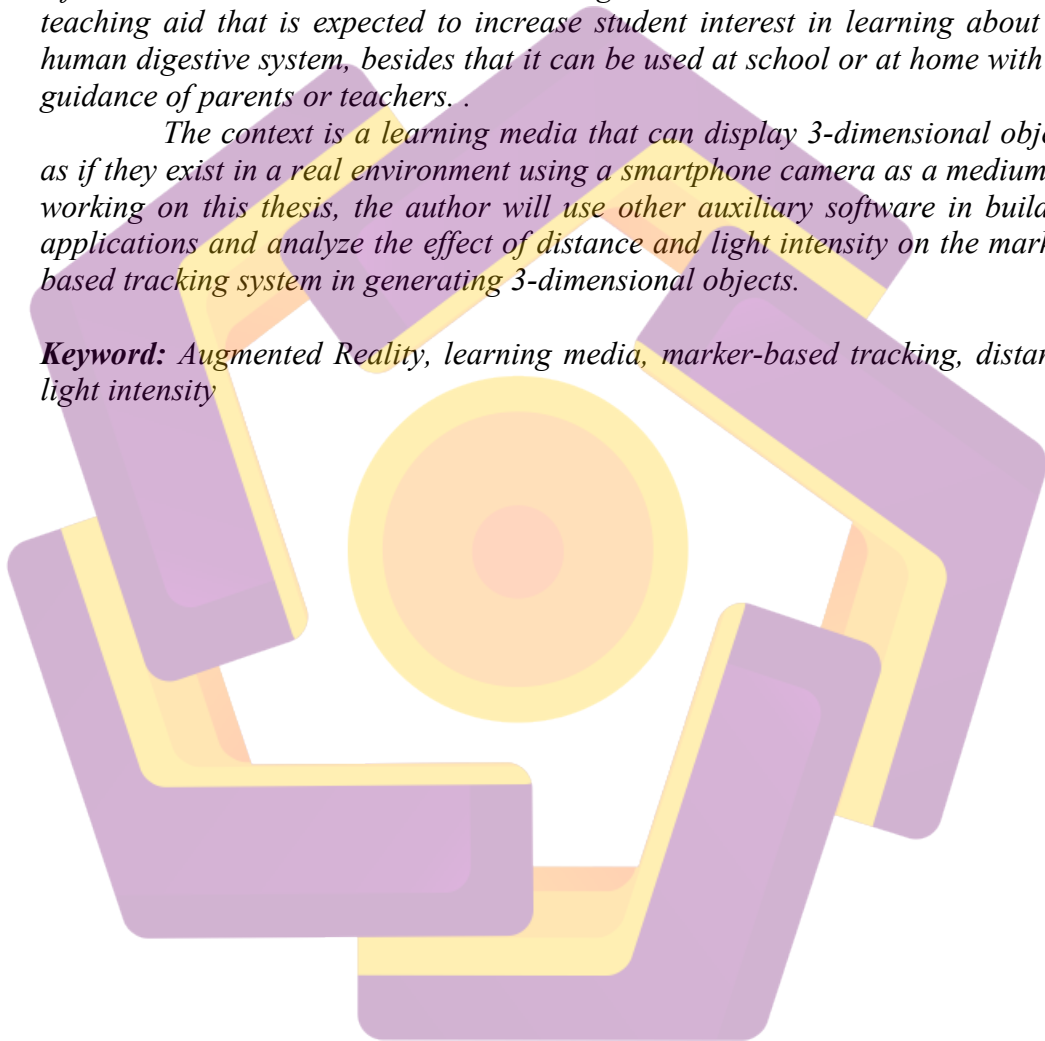 teaching aid that is expected to increase student interest in learning about
human digestive system, besides that it can be used at school or at home with
guidance of parents or teachers. .
The context is a learning media that can display 3-dimensional obje
as if they exist in a real environment using a smartphone camera as a medium
working on this thesis, the author will use other auxiliary software in build
applications and analyze the effect of distance and light intensity on the mark
based tracking system in generating 3-dimensional objects.
Keyword: Augmented Reality, learning media, marker-based tracking, distan
light intensity